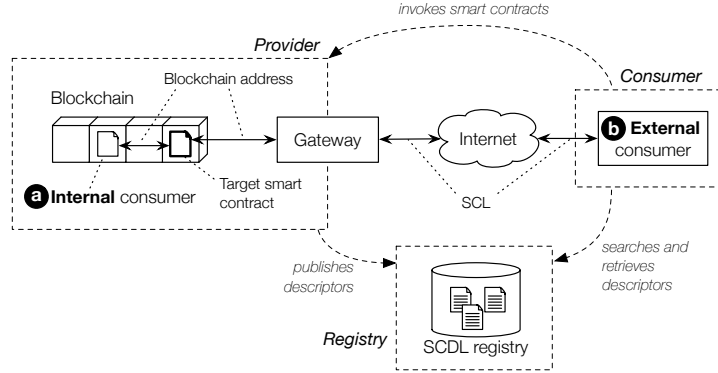 invokes smart contracts
Provider
Consumer
Blockchain address
Blockchain
Gateway
Internet
b External
consumer
a Internal consumer
Target smart
contract
SCL
publishes
descriptors
searches and
retrieves
descriptors
Registry
SCDL registry